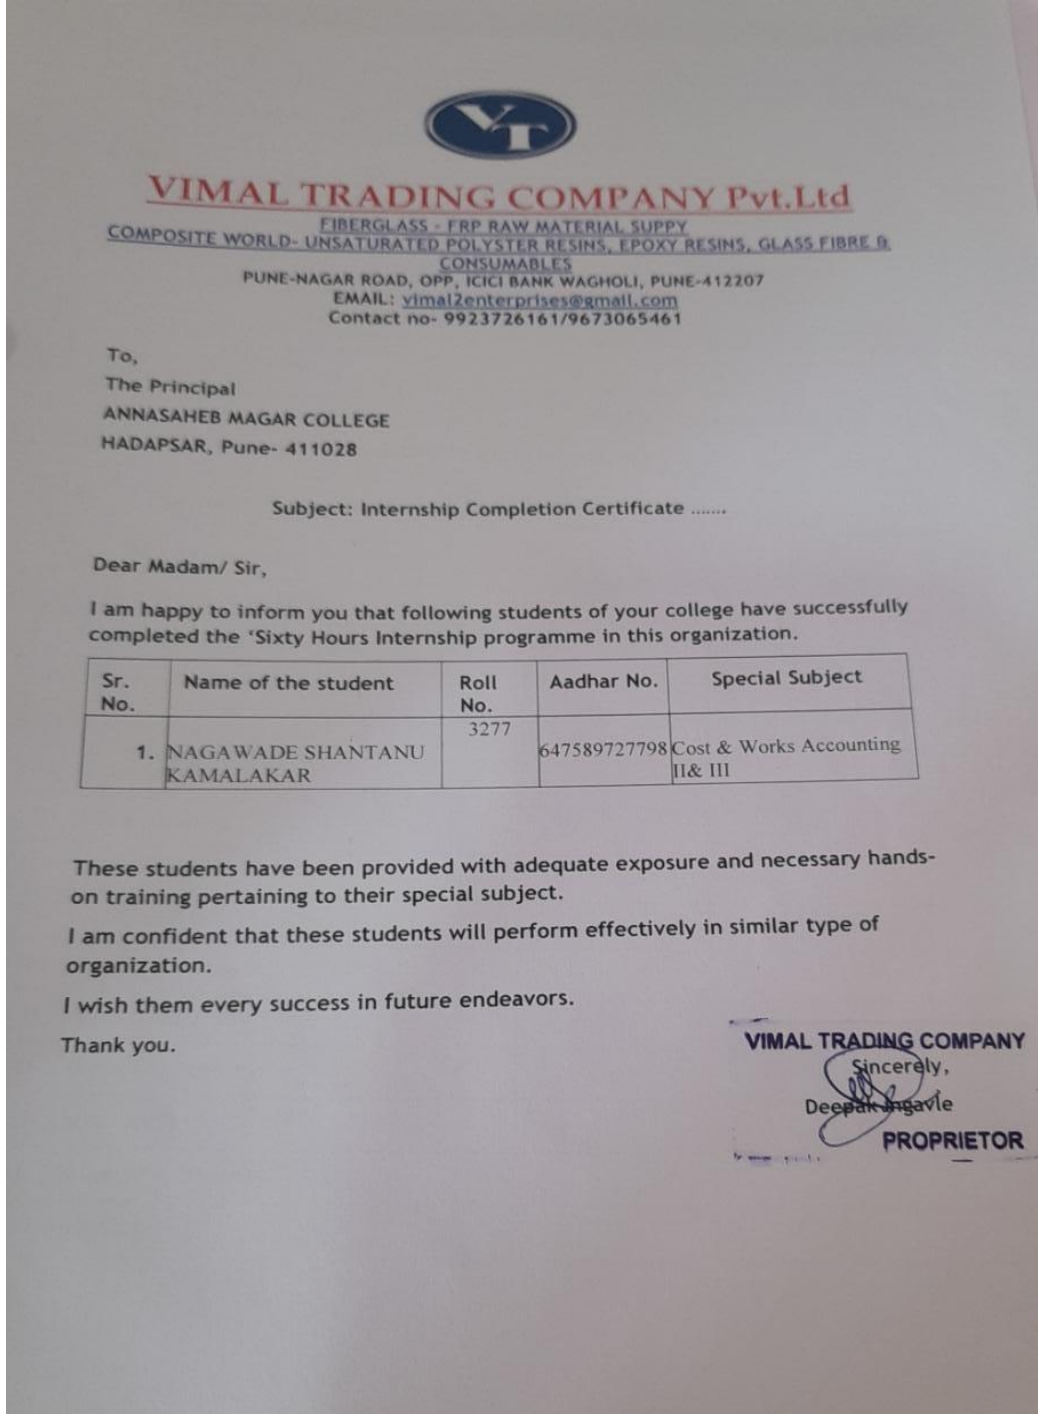 VT
VIMAL TRADING COMPANY Pvt.Ltd
FIBERGLASS - FRP RAW MATERIAL SUPPY
COMPOSITE WORLD- UNSATURATED POLYSTER RESINS, EPOXY RESINS, GLASS FIBRE &
CONSUMABLES
PUNE-NAGAR ROAD, OPP, ICICI BANK WAGHOLI, PUNE-412207
EMAIL: vimal2enterprises@gmail.com
Contact no- 9923726161/9673065461
To,
The Principal
ANNASAHEB MAGAR COLLEGE
HADAPSAR, Pune- 411028
Subject: Internship Completion Certificate .......
Dear Madam/ Sir,
I am happy to inform you that following students of your college have successfully
completed the ‘Sixty Hours Internship programme in this organization.
Sr. No. Name of the student Roll No. Aadhar No. Special Subject
1. NAGAWADE SHANTANU KAMALAKAR 3277 647589727798 Cost & Works Accounting II& III
These students have been provided with adequate exposure and necessary hands-
on training pertaining to their special subject.
I am confident that these students will perform effectively in similar type of
organization.
I wish them every success in future endeavors.
Thank you.
VIMAL TRADING COMPANY
Sincerely,
Deepak Ingavle
PROPRIETOR